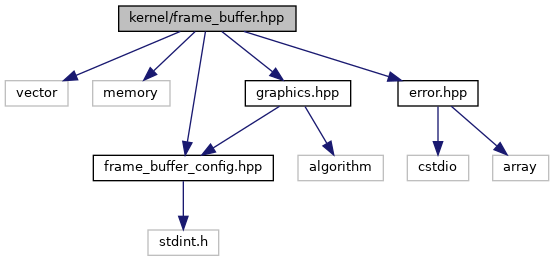 kernel/frame_buffer.hpp
vector
memory
graphics.hpp
error.hpp
frame_buffer_config.hpp
algorithm
cstdio
array
stdint.h